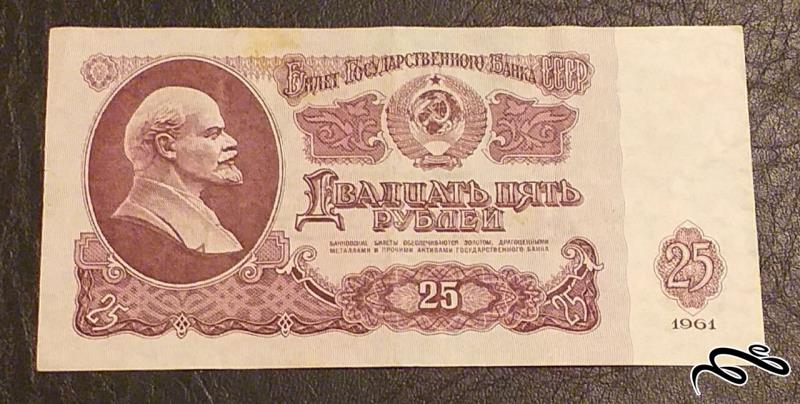 Билет Государственного Банка СССР
Двадцать пять
рублей
БАНКОВСКИЕ БИЛЕТЫ ОБЕСПЕЧИВАЮТСЯ ЗОЛОТОМ, ДРАГОЦЕННЫМИ
МЕТАЛЛАМИ И ПРОЧИМИ АКТИВАМИ ГОСУДАРСТВЕННОГО БАНКА
25
25
25
25
1961